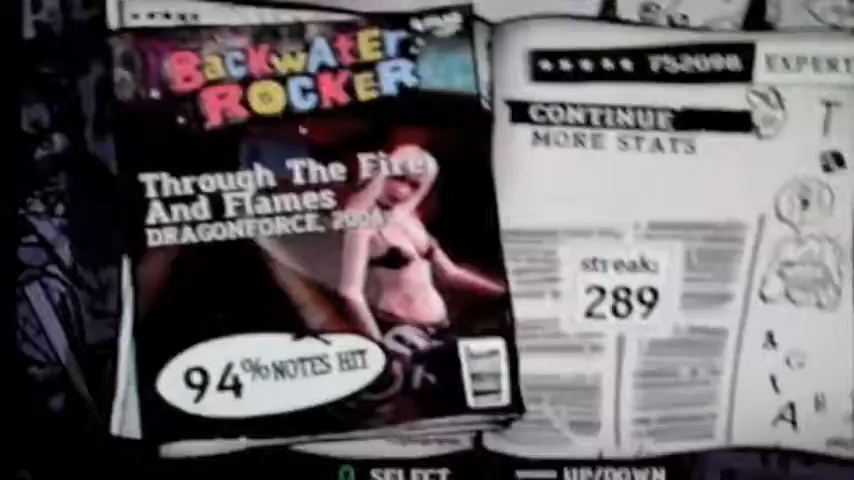 BACKWATER
ROCKER
Through The Fire
And Flames
DRAGONFORCE,
94% NOTES HIT
EXPERT
CONTINUE
MORE STATS
streak:
289
SELECT
UP/DOWN